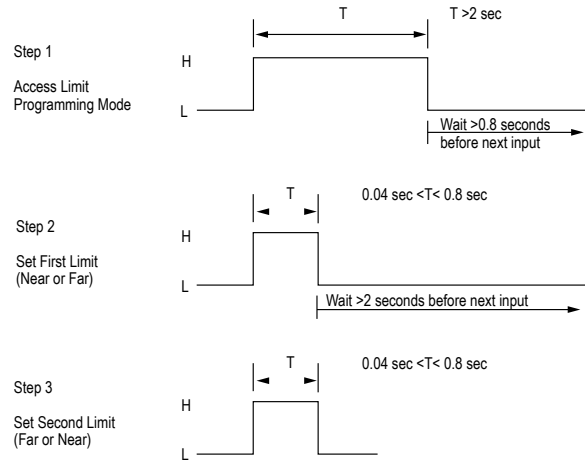 T
T >2 sec
Step 1
H
Access Limit
Programming Mode
L
Wait >0.8 seconds
before next input
T
0.04 sec <T< 0.8 sec
Step 2
H
Set First Limit
(Near or Far)
L
Wait >2 seconds before next input
T
0.04 sec <T< 0.8 sec
Step 3
H
Set Second Limit
(Far or Near)
L